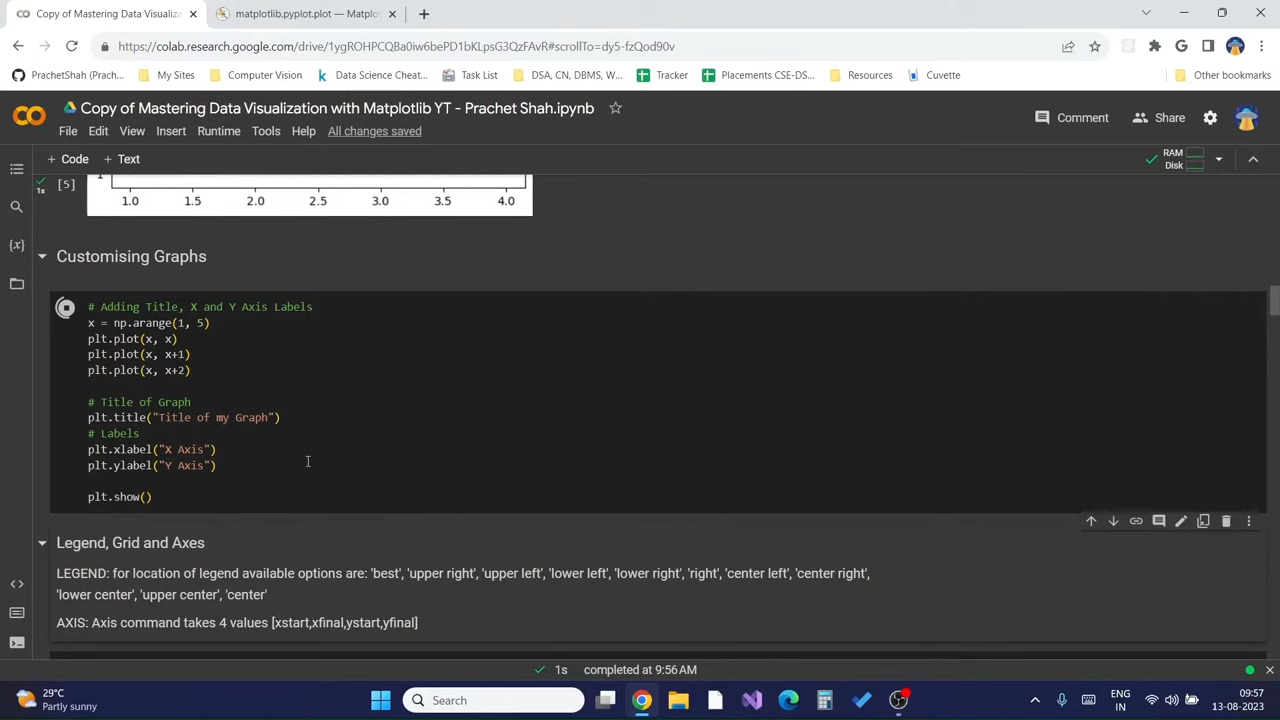 Copy of Mastering Data Visualiza
matplotlib.pyplot.plot — Matplot
https://colab.research.google.com/drive/1ygROHPCQBa0iw6bePD1bKLpsG3QzFAvR#scrollTo=dy5-fzQod90v
PrachetShah (Prach...
My Sites
Computer Vision
Data Science Cheat...
Task List
DSA, CN, DBMS, W...
Tracker
Placements CSE-DS...
Resources
Cuvette
Other bookmarks
Copy of Mastering Data Visualization with Matplotlib YT - Prachet Shah.ipynb
Comment
Share
File Edit View Insert Runtime Tools Help All changes saved
+ Code + Text
RAM
Disk
1s
[5]
1
1.0 1.5 2.0 2.5 3.0 3.5 4.0
Customising Graphs
# Adding Title, X and Y Axis Labels
x = np.arange(1, 5)
plt.plot(x, x)
plt.plot(x, x+1)
plt.plot(x, x+2)
# Title of Graph
plt.title("Title of my Graph")
# Labels
plt.xlabel("X Axis")
plt.ylabel("Y Axis")
plt.show()
Legend, Grid and Axes
LEGEND: for location of legend available options are: 'best', 'upper right', 'upper left', 'lower left', 'lower right', 'right', 'center left', 'center right',
'lower center', 'upper center', 'center'
AXIS: Axis command takes 4 values [xstart,xfinal,ystart,yfinal]
1s completed at 9:56 AM
29°C
Partly sunny
Search
ENG
IN
09:57
13-08-2023